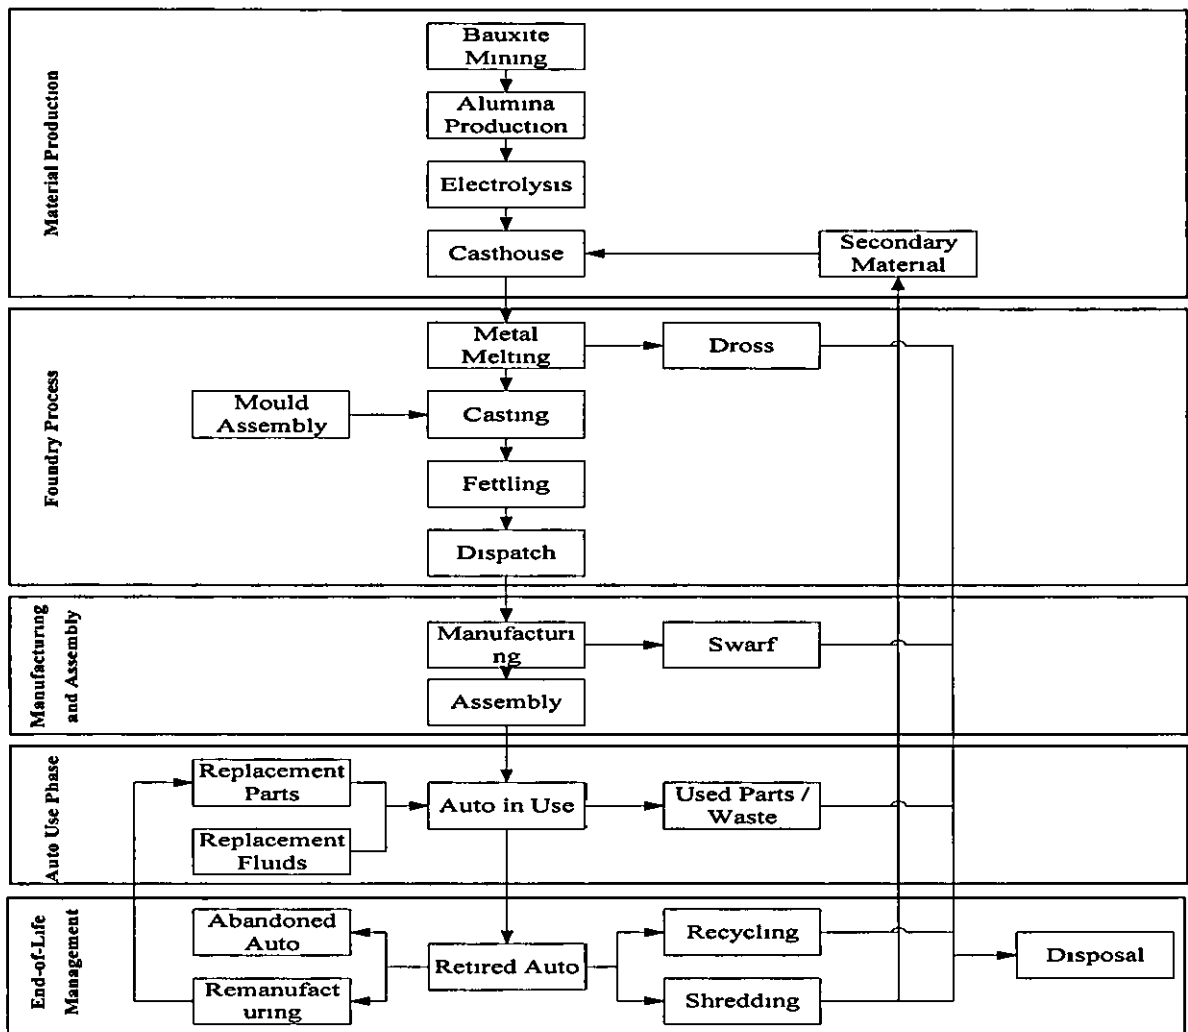 Material Production
Bauxite
Mining
Alumina
Production
Electrolysis
Casthouse
Secondary
Material
Foundry Process
Metal
Melting
Dross
Mould
Assembly
Casting
Fettling
Dispatch
Manufacturing
and Assembly
Manufacturi
ng
Swarf
Assembly
Auto Use Phase
Replacement
Parts
Auto in Use
Used Parts /
Waste
Replacement
Fluids
End-of-Life
Management
Abandoned
Auto
Retired Auto
Recycling
Disposal
Remanufact
uring
Shredding